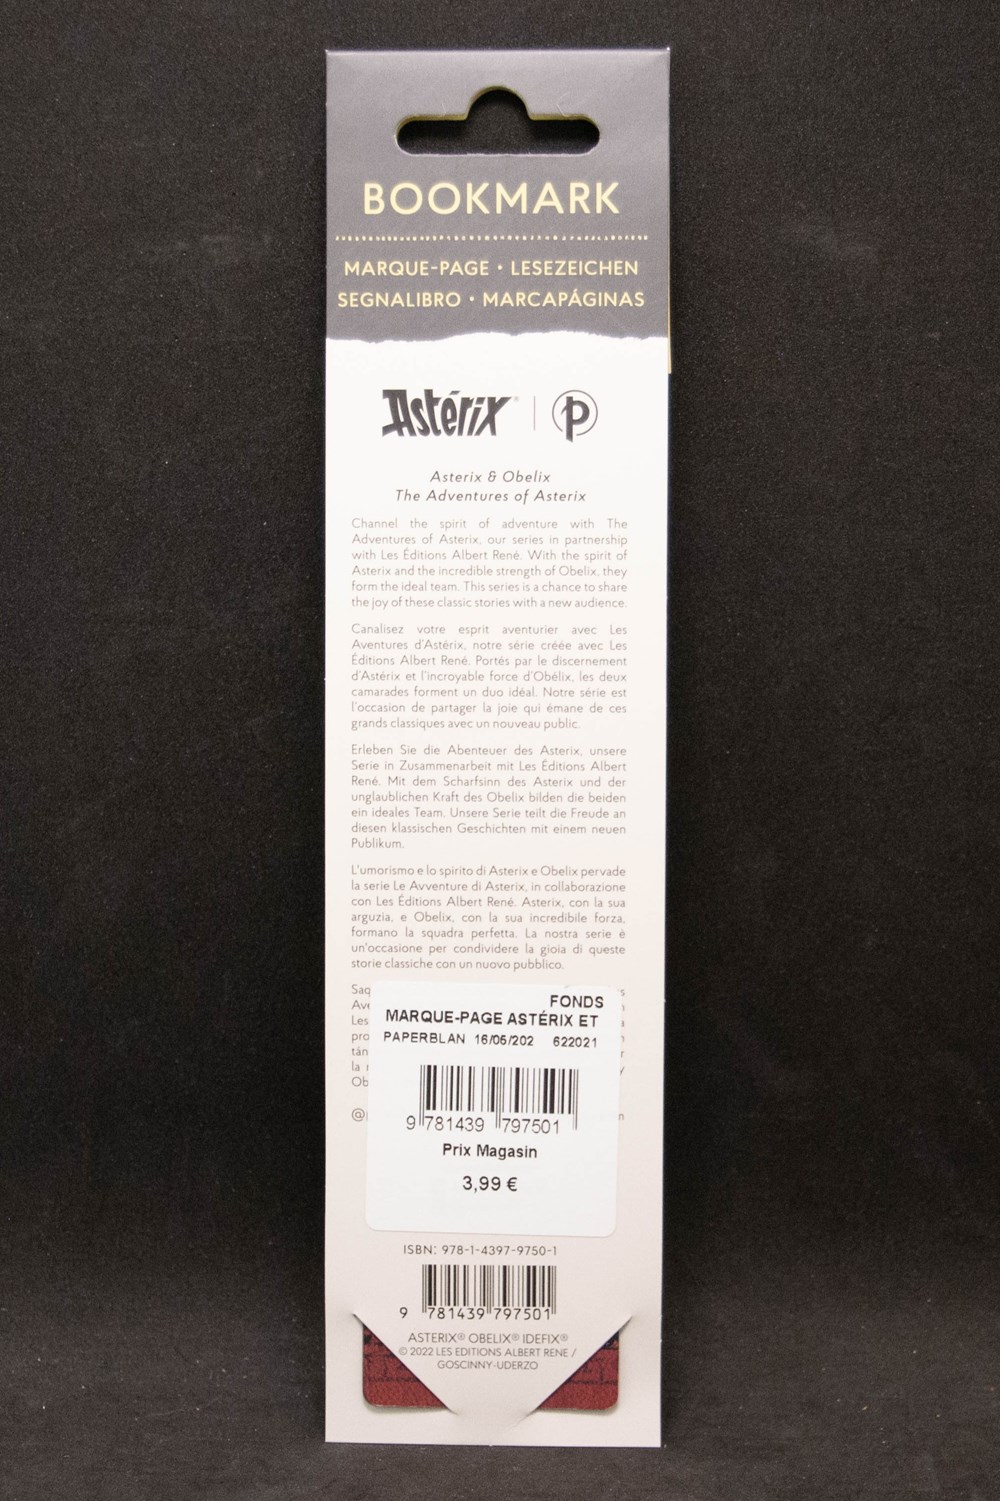 BOOKMARK
MARQUE-PAGE • LESEZEICHEN
SEGNALIBRO • MARCAPÁGINAS
Astérix® | p
Asterix & Obelix
The Adventures of Asterix
Channel the spirit of adventure with The
Adventures of Asterix, our series in partnership
with Les Éditions Albert René. With the spirit of
Asterix and the incredible strength of Obelix, they
form the ideal team. This series is a chance to share
the joy of these classic stories with a new audience.
Canalisez votre esprit aventurier avec Les
Aventures d'Astérix, notre série créée avec Les
Éditions Albert René. Portés par le discernement
d'Astérix et l'incroyable force d'Obélix, les deux
camarades forment un duo idéal. Notre série est
l'occasion de partager la joie qui émane de ces
grands classiques avec un nouveau public.
Erleben Sie die Abenteuer des Asterix, unsere
Serie in Zusammenarbeit mit Les Éditions Albert
René. Mit dem Scharfsinn des Asterix und der
unglaublichen Kraft des Obelix bilden die beiden
ein ideales Team. Unsere Serie teilt die Freude an
diesen klassischen Geschichten mit einem neuen
Publikum.
L'umorismo e lo spirito di Asterix e Obelix pervade
la serie Le Avventure di Asterix, in collaborazione
con Les Éditions Albert René. Asterix, con la sua
arguzia, e Obelix, con la sua incredibile forza,
formano la squadra perfetta. La nostra serie è
un'occasione per condividere la gioia di queste
storie classiche con un nuovo pubblico.
FONDS
MARQUE-PAGE ASTÉRIX ET
PAPERBLAN 16/05/202 622021
9 781439 797501
Prix Magasin
3,99 €
ISBN: 978-1-4397-9750-1
9 781439 797501
ASTERIX® OBELIX® IDEFIX®
© 2022 LES EDITIONS ALBERT RENE /
GOSCINNY-UDERZO